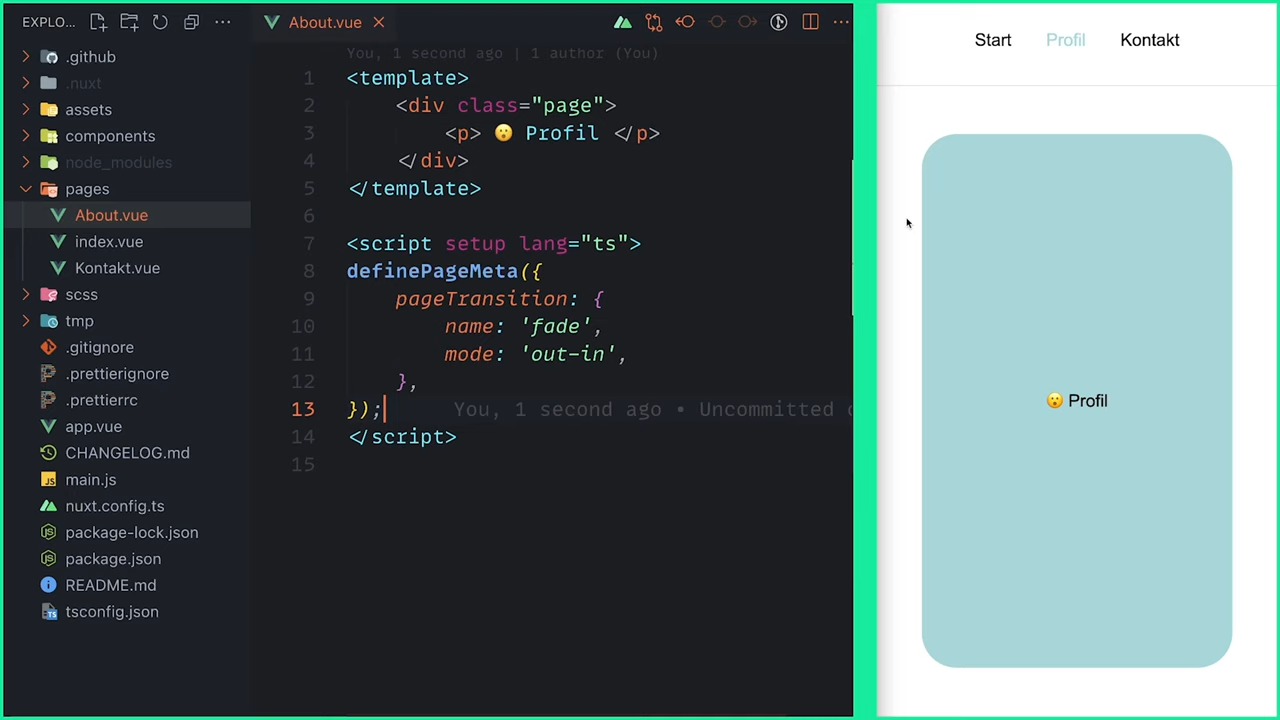 EXPLO...
.github
.nuxt
assets
components
node_modules
pages
About.vue
index.vue
Kontakt.vue
scss
tmp
.gitignore
.prettierignore
.prettierrc
app.vue
CHANGELOG.md
main.js
nuxt.config.ts
package-lock.json
package.json
README.md
tsconfig.json
About.vue
You, 1 second ago | 1 author (You)
1 <template>
2 <div class="page">
3 <p> 😮 Profil </p>
4 </div>
5 </template>
6
7 <script setup lang="ts">
8 definePageMeta({
9 pageTransition: {
10 name: 'fade',
11 mode: 'out-in',
12 },
13 }); You, 1 second ago • Uncommitted c
14 </script>
15
Start Profil Kontakt
😮 Profil